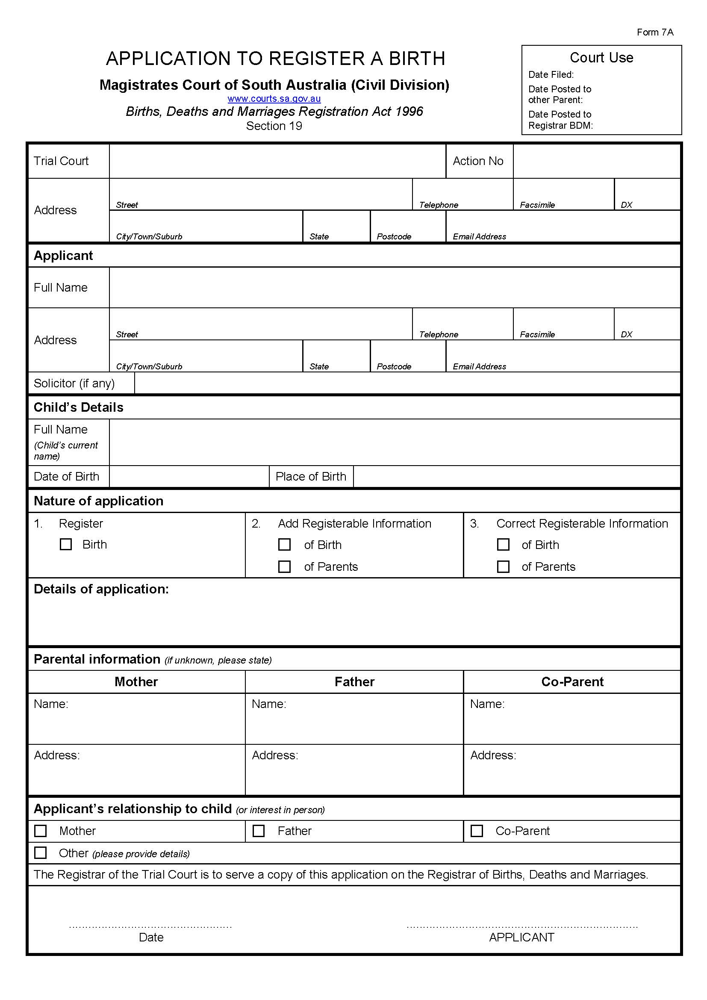 Form 7A
APPLICATION TO REGISTER A BIRTH
Magistrates Court of South Australia (Civil Division)
www.courts.sa.gov.au
Births, Deaths and Marriages Registration Act 1996
Section 19
Court Use
Date Filed:
Date Posted to
other Parent:
Date Posted to
Registrar BDM:
Trial Court
Action No
Address
Street
Telephone
Facsimile
DX
City/Town/Suburb
State
Postcode
Email Address
Applicant
Full Name
Address
Street
Telephone
Facsimile
DX
City/Town/Suburb
State
Postcode
Email Address
Solicitor (if any)
Child's Details
Full Name
(Child's current
name)
Date of Birth
Place of Birth
Nature of application
1. Register
Birth
2. Add Registerable Information
of Birth
of Parents
3. Correct Registerable Information
of Birth
of Parents
Details of application:
Parental information (if unknown, please state)
Mother
Father
Co-Parent
Name:
Name:
Name:
Address:
Address:
Address:
Applicant's relationship to child (or interest in person)
Mother
Father
Co-Parent
Other (please provide details)
The Registrar of the Trial Court is to serve a copy of this application on the Registrar of Births, Deaths and Marriages.
Date
APPLICANT